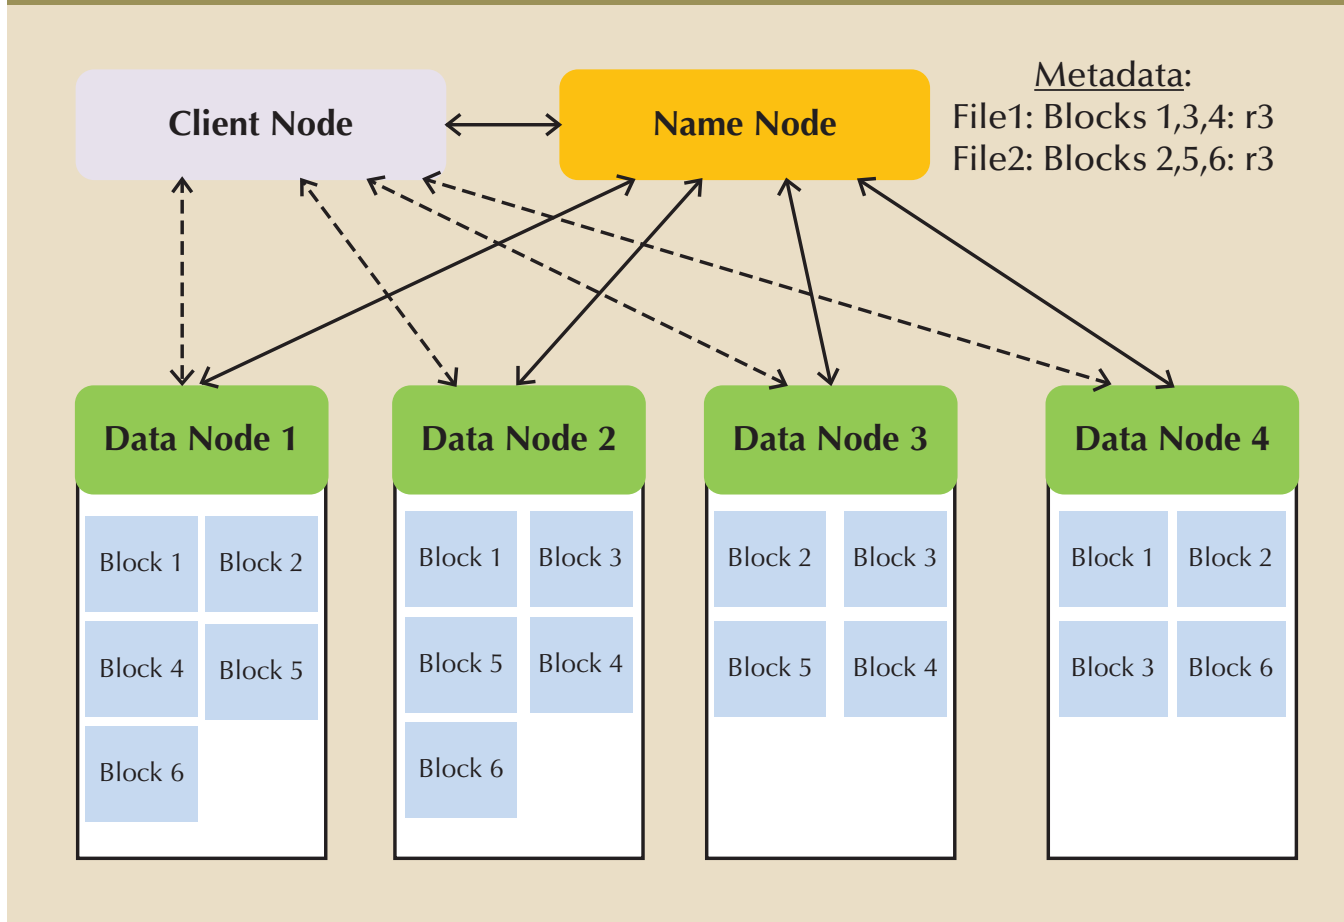 Client Node
Name Node
Metadata:
File1: Blocks 1,3,4: r3
File2: Blocks 2,5,6: r3
Data Node 1
Data Node 2
Data Node 3
Data Node 4
Block 1
Block 2
Block 4
Block 5
Block 6
Block 1
Block 3
Block 5
Block 4
Block 6
Block 2
Block 3
Block 5
Block 4
Block 1
Block 2
Block 3
Block 6